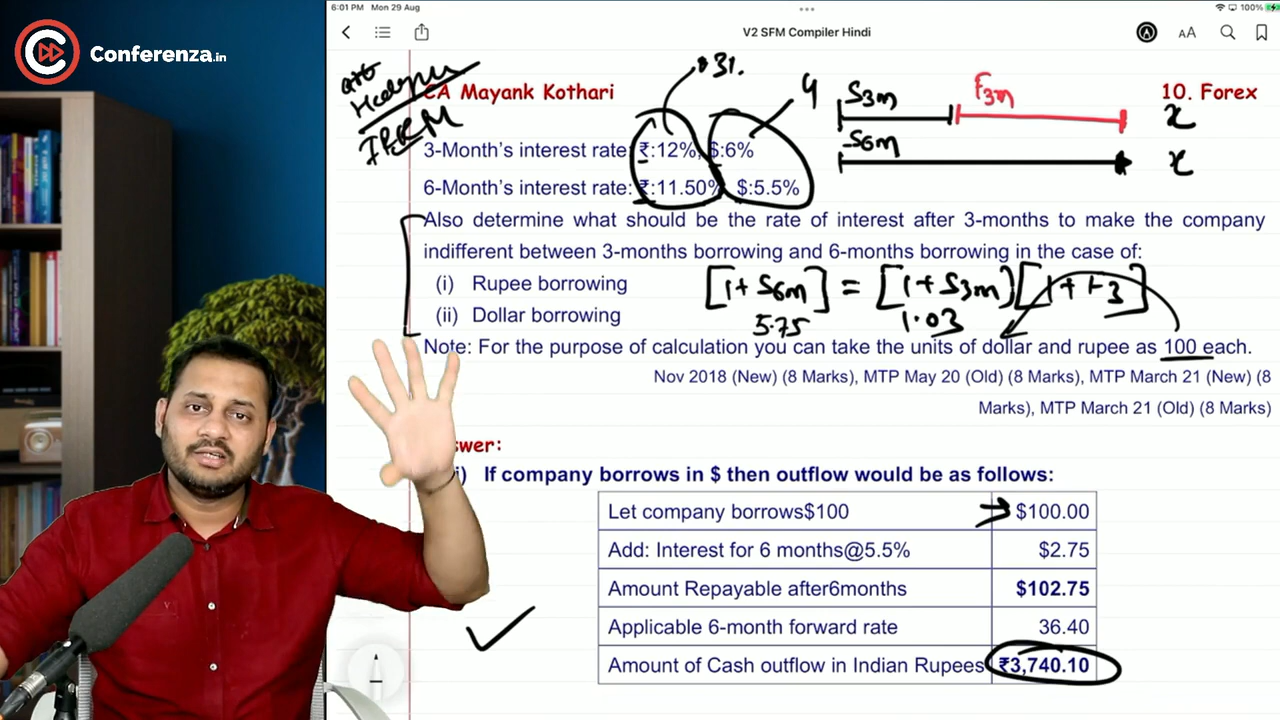 6:01 PM Mon 29 Aug
100%
Conferenza.in
V2 SFM Compiler Hindi
AA
CA Mayank Kothari
10. Forex
IRRM
S3m
F3m
x
S6m
x
4
3-Month's interest rate: ₹:12%, $:6%
6-Month's interest rate: ₹:11.50%, $:5.5%
Also determine what should be the rate of interest after 3-months to make the company
indifferent between 3-months borrowing and 6-months borrowing in the case of:
(i) Rupee borrowing
(ii) Dollar borrowing
[1 + S6m] = [1 + S3m)[1 + r3]
5.75
1.03
Note: For the purpose of calculation you can take the units of dollar and rupee as 100 each.
Nov 2018 (New) (8 Marks), MTP May 20 (Old) (8 Marks), MTP March 21 (New) (8
Marks), MTP March 21 (Old) (8 Marks)
swer:
i) If company borrows in $ then outflow would be as follows:
Let company borrows$100 $100.00
Add: Interest for 6 months@5.5% $2.75
Amount Repayable after6months $102.75
Applicable 6-month forward rate 36.40
Amount of Cash outflow in Indian Rupees ₹3,740.10